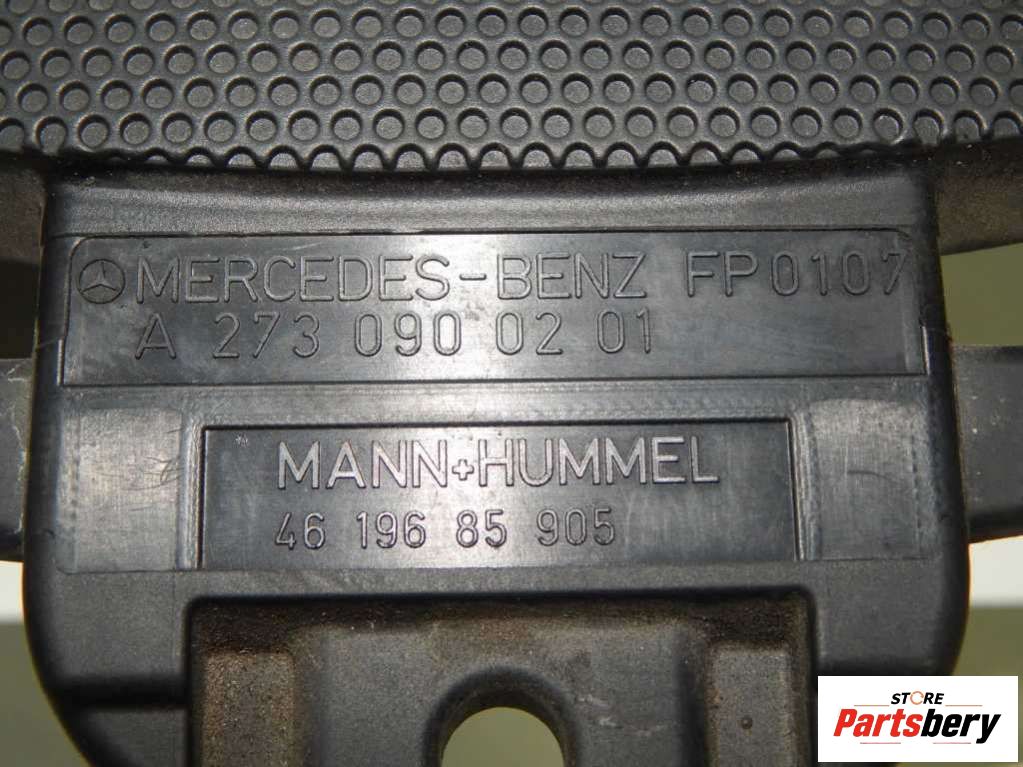 MERCEDES-BENZ FP0107
A 273 090 02 01
MANN+HUMMEL
46 196 85 905
STORE
Partsbery